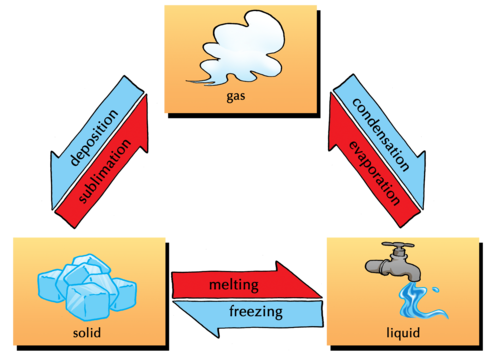 gas
deposition
sublimation
condensation
evaporation
melting
freezing
solid
liquid